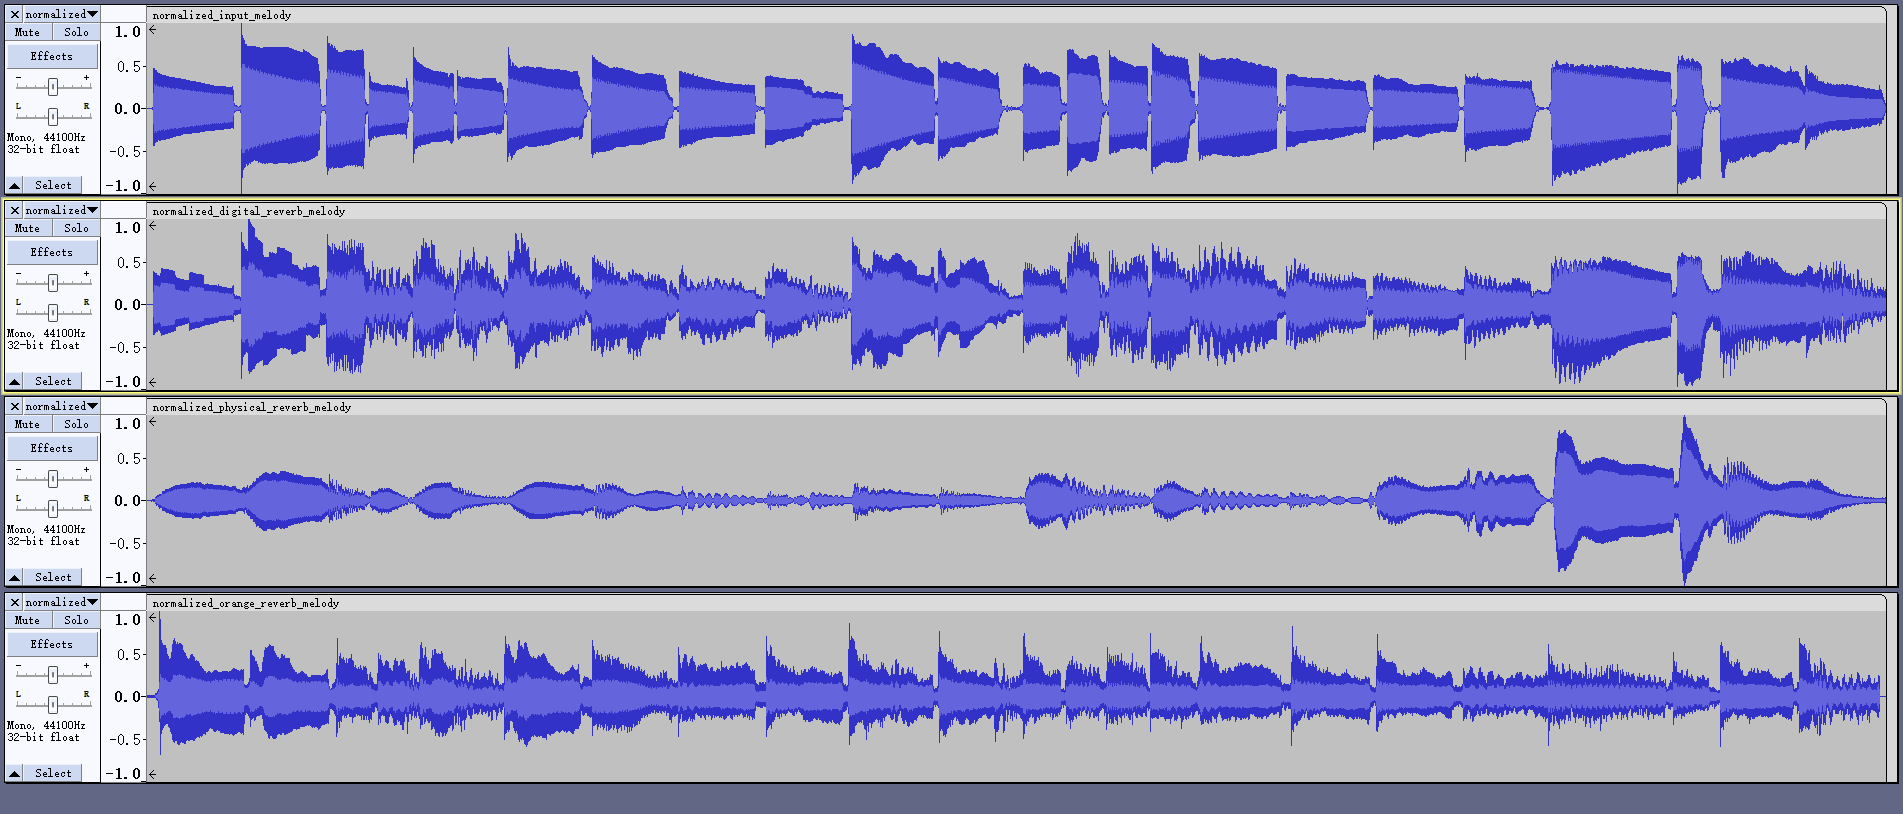 × normalized▼ normalized_input_melody
Mute Solo
Effects
- +
L R
Mono, 44100Hz
32-bit float
▲ Select
1.0
0.5
0.0
-0.5
-1.0
× normalized▼ normalized_digital_reverb_melody
Mute Solo
Effects
- +
L R
Mono, 44100Hz
32-bit float
▲ Select
1.0
0.5
0.0
-0.5
-1.0
× normalized▼ normalized_physical_reverb_melody
Mute Solo
Effects
- +
L R
Mono, 44100Hz
32-bit float
▲ Select
1.0
0.5
0.0
-0.5
-1.0
× normalized▼ normalized_orange_reverb_melody
Mute Solo
Effects
- +
L R
Mono, 44100Hz
32-bit float
▲ Select
1.0
0.5
0.0
-0.5
-1.0